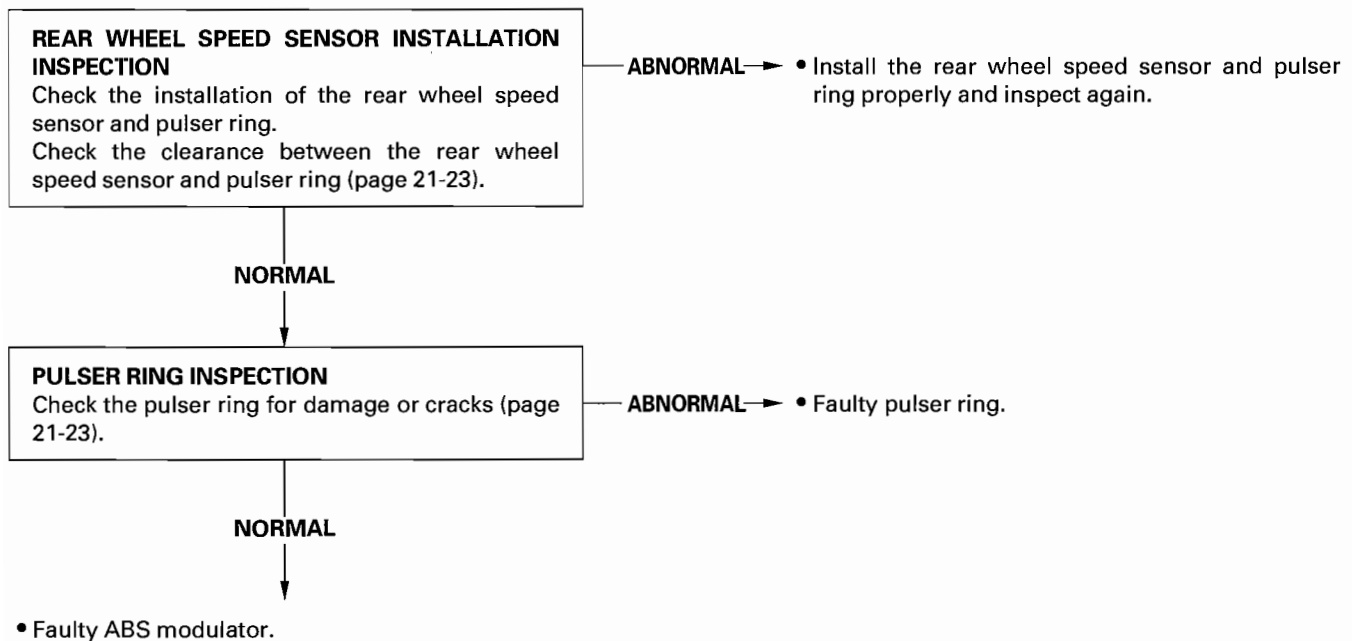 REAR WHEEL SPEED SENSOR INSTALLATION
INSPECTION
Check the installation of the rear wheel speed
sensor and pulser ring.
Check the clearance between the rear wheel
speed sensor and pulser ring (page 21-23).
ABNORMAL
• Install the rear wheel speed sensor and pulser
ring properly and inspect again.
NORMAL
PULSER RING INSPECTION
Check the pulser ring for damage or cracks (page
21-23).
ABNORMAL
• Faulty pulser ring.
NORMAL
• Faulty ABS modulator.